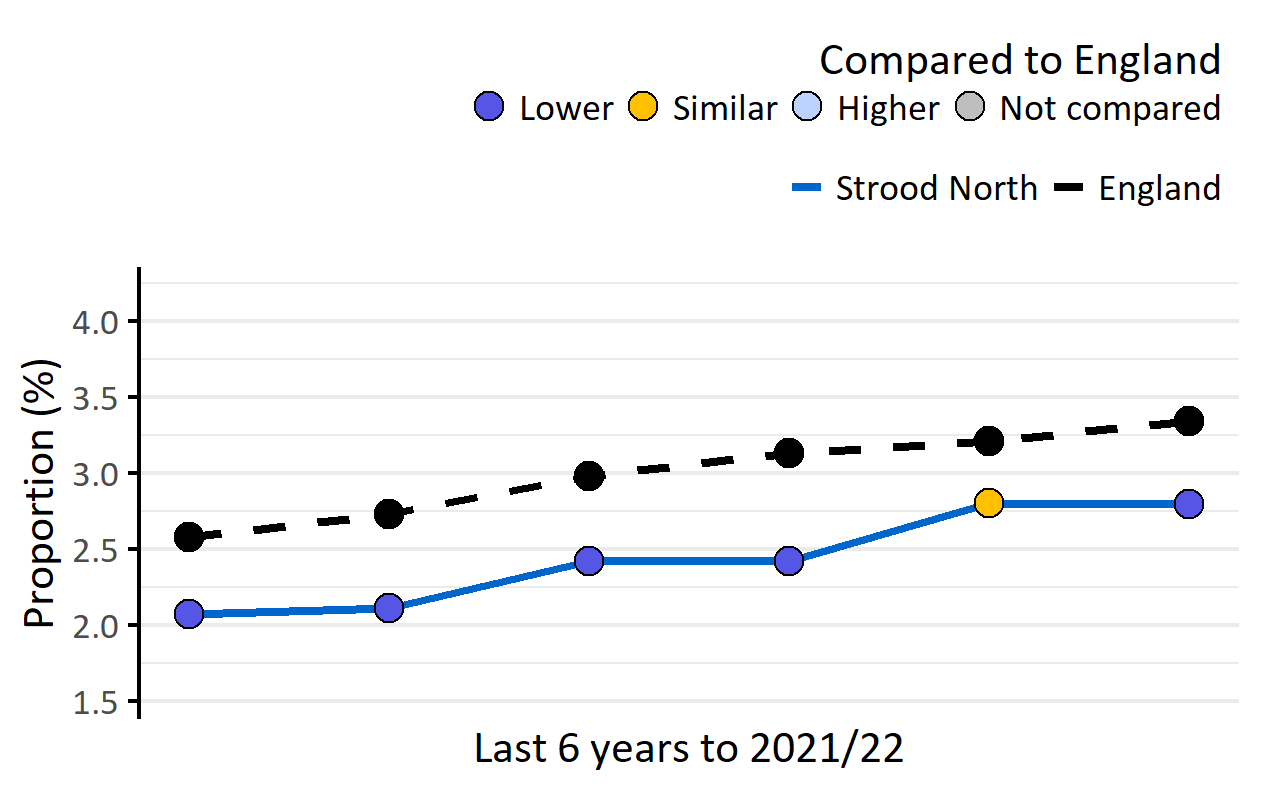 Compared to England
Lower Similar Higher Not compared
Strood North England
4.0
3.5
3.0
2.5
2.0
1.5
Proportion (%)
Last 6 years to 2021/22